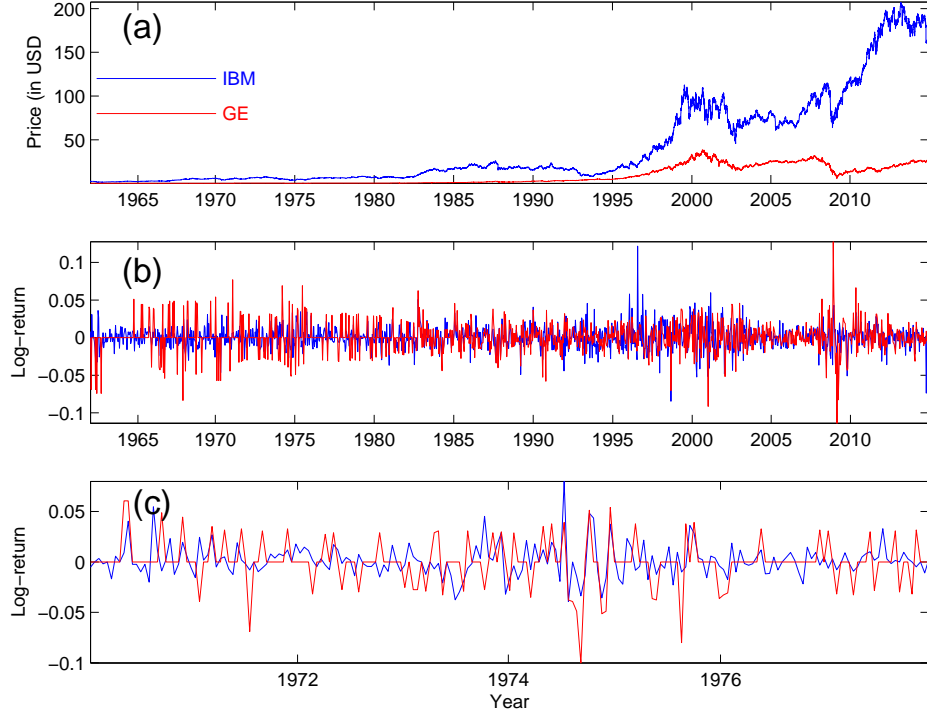 (a)
Price (in USD
200
150
100
50
IBM
GE
1965 1970 1975 1980 1985 1990 1995 2000 2005 2010
(b)
Log−return
0.1
0.05
0
−0.05
−0.1
1965 1970 1975 1980 1985 1990 1995 2000 2005 2010
(c)
Log−return
0.05
0
−0.05
−0.1
1972 1974 1976
Year